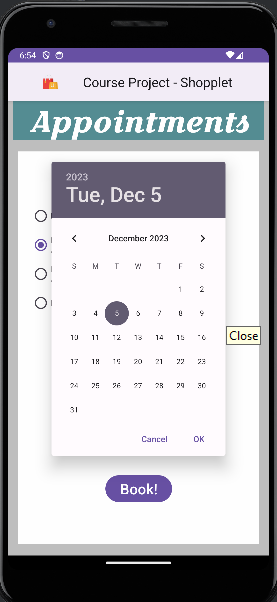 6:54
Course Project - Shopplet
Appointments
2023
Tue, Dec 5
December 2023
S M T W T F S
1 2
3 4 5 6 7 8 9
10 11 12 13 14 15 16
17 18 19 20 21 22 23
24 25 26 27 28 29 30
31
Close
Cancel OK
Book!